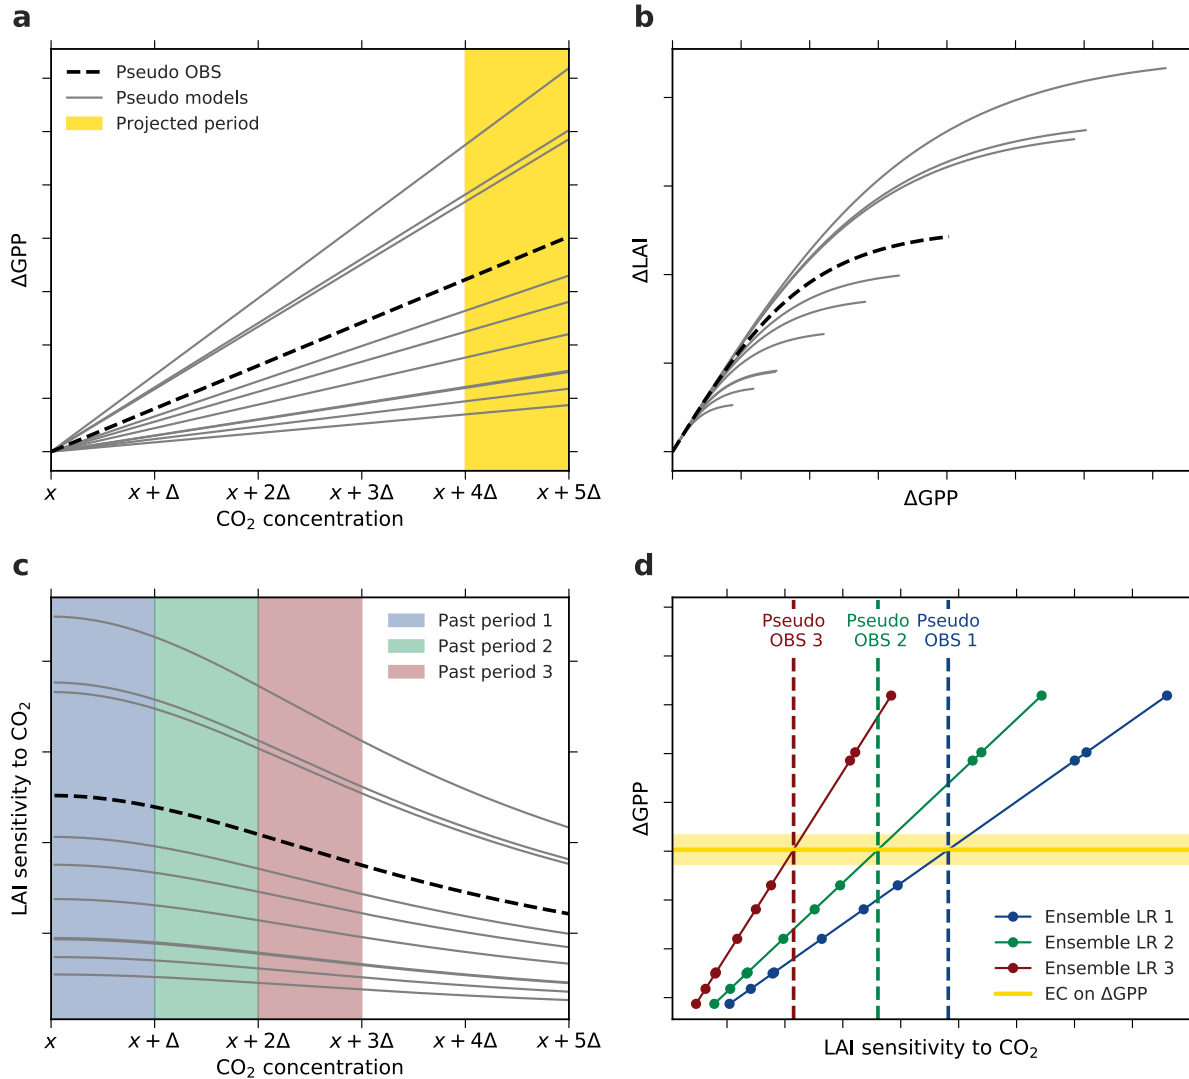 a
Pseudo OBS
Pseudo models
Projected period
ΔGPP
x
x + Δ
x + 2Δ
x + 3Δ
x + 4Δ
x + 5Δ
CO₂ concentration
b
ΔLAI
ΔGPP
c
Past period 1
Past period 2
Past period 3
LAI sensitivity to CO₂
x
x + Δ
x + 2Δ
x + 3Δ
x + 4Δ
x + 5Δ
CO₂ concentration
d
Pseudo
OBS 3
Pseudo
OBS 2
Pseudo
OBS 1
ΔGPP
Ensemble LR 1
Ensemble LR 2
Ensemble LR 3
EC on ΔGPP
LAI sensitivity to CO₂